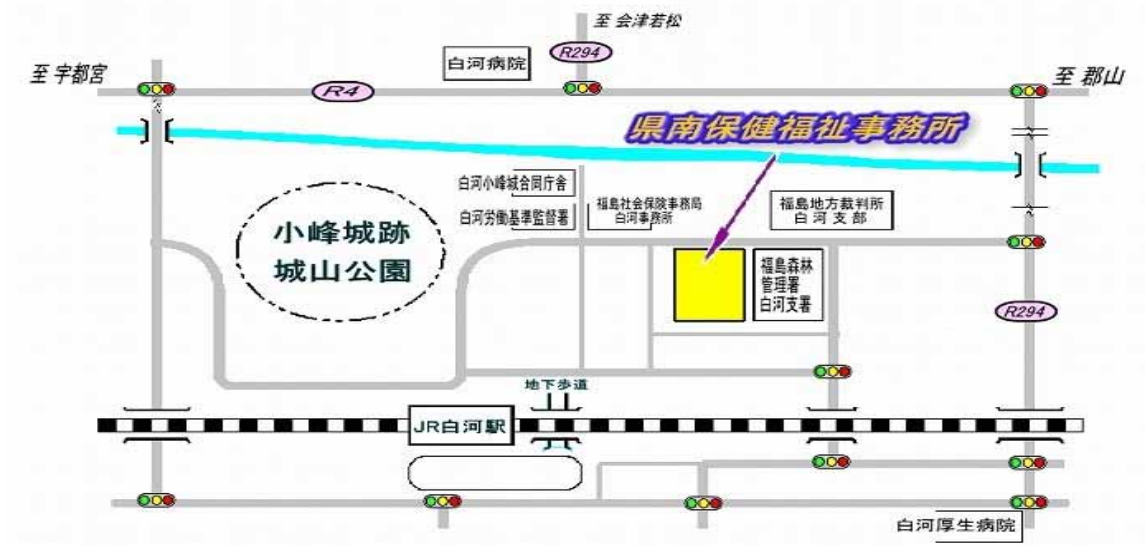 至 会津若松
R294
白河病院
至 宇都宮
至 郡山
R4
県南保健福祉事務所
白河小峰城合同庁舎
白河労働基準監督署
福島社会保険事務局
白河事務所
福島地方裁判所
白河支部
小峰城跡
城山公園
福島森林
管理署
白河支署
R294
地下歩道
JR白河駅
白河厚生病院